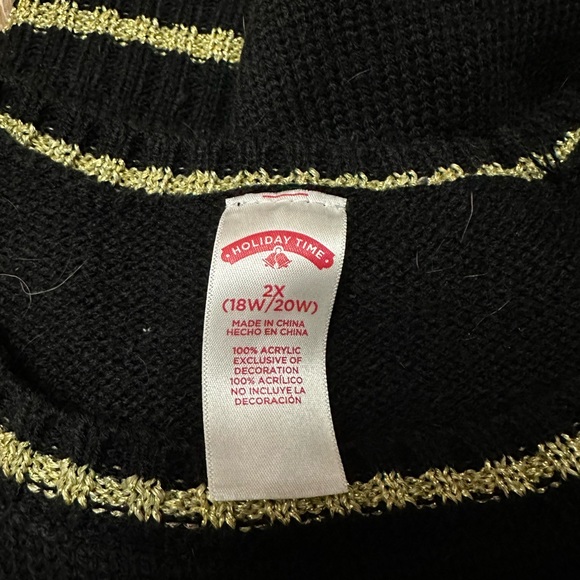 HOLIDAY TIME
2X
(18W/20W)
MADE IN CHINA
HECHO EN CHINA
100% ACRYLIC
EXCLUSIVE OF
DECORATION
100% ACRÍLICO
NO INCLUYE LA
DECORACIÓN